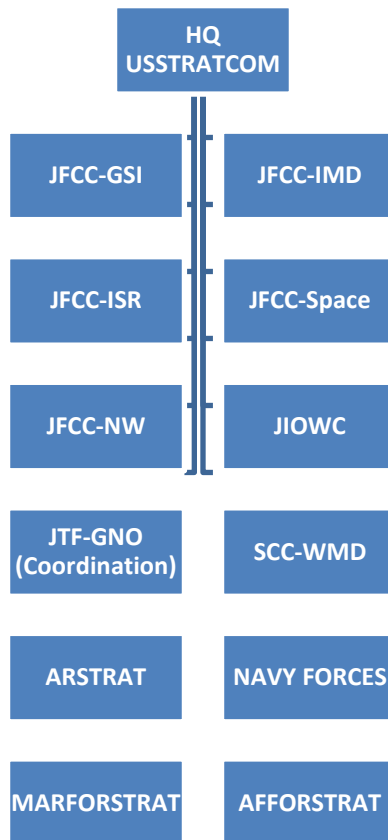 HQ
USSTRATCOM
JFCC-GSI
JFCC-IMD
JFCC-ISR
JFCC-Space
JFCC-NW
JIOWC
JTF-GNO
(Coordination)
SCC-WMD
ARSTRAT
NAVY FORCES
MARFORSTRAT
AFFORSTRAT